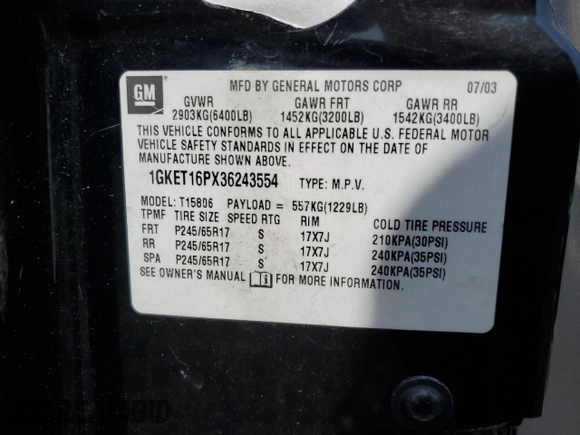 GM
MFD BY GENERAL MOTORS CORP 07/03
GVWR GAWR FRT GAWR RR
2903KG(6400LB) 1452KG(3200LB) 1542KG(3400LB)
THIS VEHICLE CONFORMS TO ALL APPLICABLE U.S. FEDERAL MOTOR
VEHICLE SAFETY STANDARDS IN EFFECT ON THE DATE OF
MANUFACTURE SHOWN ABOVE.
1GKET16PX36243554 TYPE: M.P.V.
MODEL: T15806 PAYLOAD = 557KG(1229LB)
TPMF TIRE SIZE SPEED RTG RIM COLD TIRE PRESSURE
FRT P245/65R17 S 17X7J 210KPA(30PSI)
RR P245/65R17 S 17X7J 240KPA(35PSI)
SPA P245/65R17 S 17X7J 240KPA(35PSI)
SEE OWNER'S MANUAL FOR MORE INFORMATION.